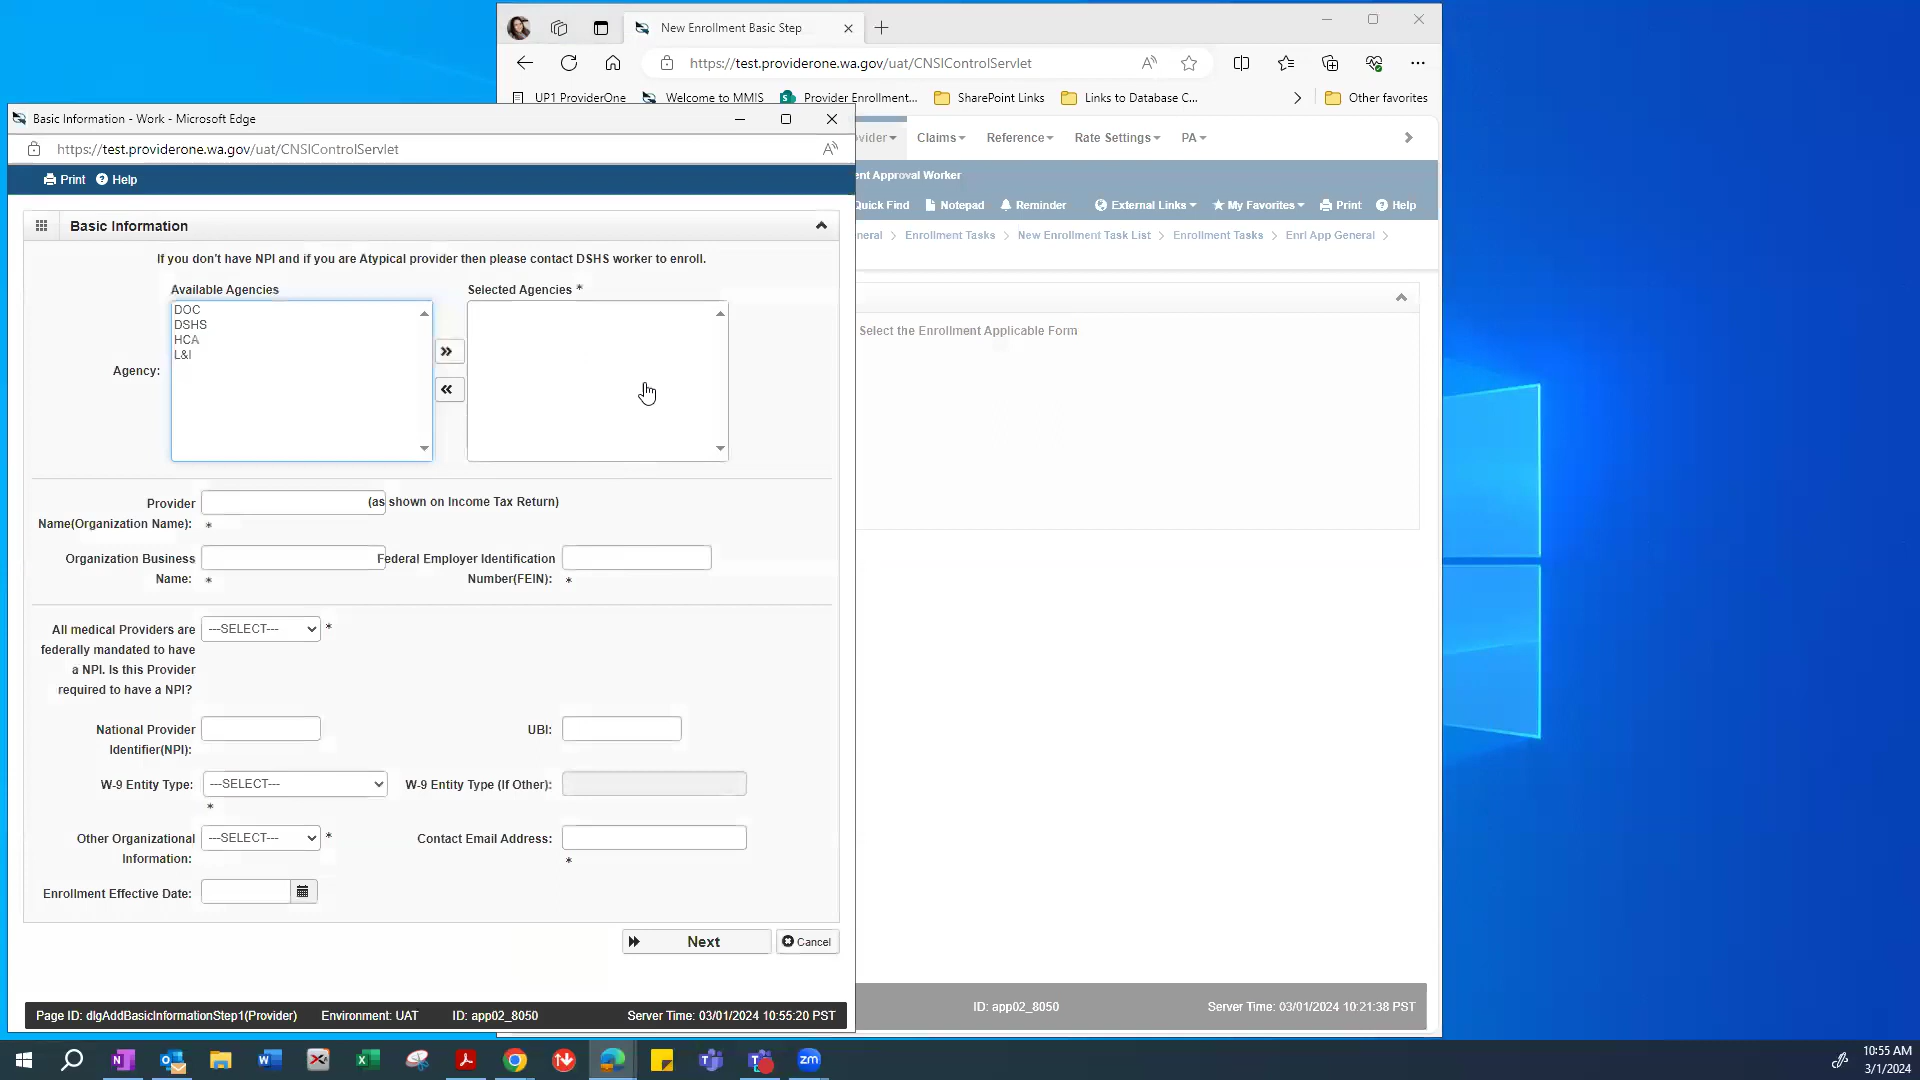 New Enrollment Basic Step
https://test.providerone.wa.gov/uat/CNSIControlServlet
UP1 ProviderOne
Welcome to MMIS
Provider Enrollment...
SharePoint Links
Links to Database C...
Other favorites
Basic Information - Work - Microsoft Edge
https://test.providerone.wa.gov/uat/CNSIControlServlet
Print Help
vider Claims Reference Rate Settings PA
ent Approval Worker
Quick Find Notepad Reminder External Links My Favorites Print Help
neral > Enrollment Tasks > New Enrollment Task List > Enrollment Tasks > Enrl App General >
Select the Enrollment Applicable Form
Basic Information
If you don't have NPI and if you are Atypical provider then please contact DSHS worker to enroll.
Available Agencies Selected Agencies *
DOC
DSHS
HCA
L&I
Agency:
Provider (as shown on Income Tax Return)
Name(Organization Name): *
Organization Business Federal Employer Identification
Name: * Number(FEIN): *
All medical Providers are ---SELECT--- *
federally mandated to have
a NPI. Is this Provider
required to have a NPI?
National Provider UBI:
Identifier(NPI):
W-9 Entity Type: ---SELECT--- W-9 Entity Type (If Other):
*
Other Organizational ---SELECT--- * Contact Email Address:
Information: *
Enrollment Effective Date:
Next Cancel
Page ID: dlgAddBasicInformationStep1(Provider) Environment: UAT ID: app02_8050 Server Time: 03/01/2024 10:55:20 PST
ID: app02_8050 Server Time: 03/01/2024 10:21:38 PST
10:55 AM
3/1/2024